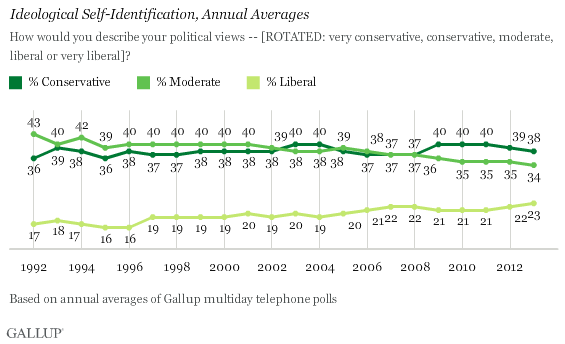 Ideological Self-Identification, Annual Averages
How would you describe your political views -- [ROTATED: very conservative, conservative, moderate,
liberal or very liberal]?
% Conservative % Moderate % Liberal
43 40 42 39 40 40 40 40 40 40 39 38 38 39 38 37 37 40 40 40 39 38
36 39 38 36 38 37 37 38 38 38 38 40 40 38 37 37 37 36 35 35 35 34
17 18 17 16 16 19 19 19 19 20 19 20 19 20 21 22 22 21 21 21 22 23
1992 1994 1996 1998 2000 2002 2004 2006 2008 2010 2012
Based on annual averages of Gallup multiday telephone polls
GALLUP®